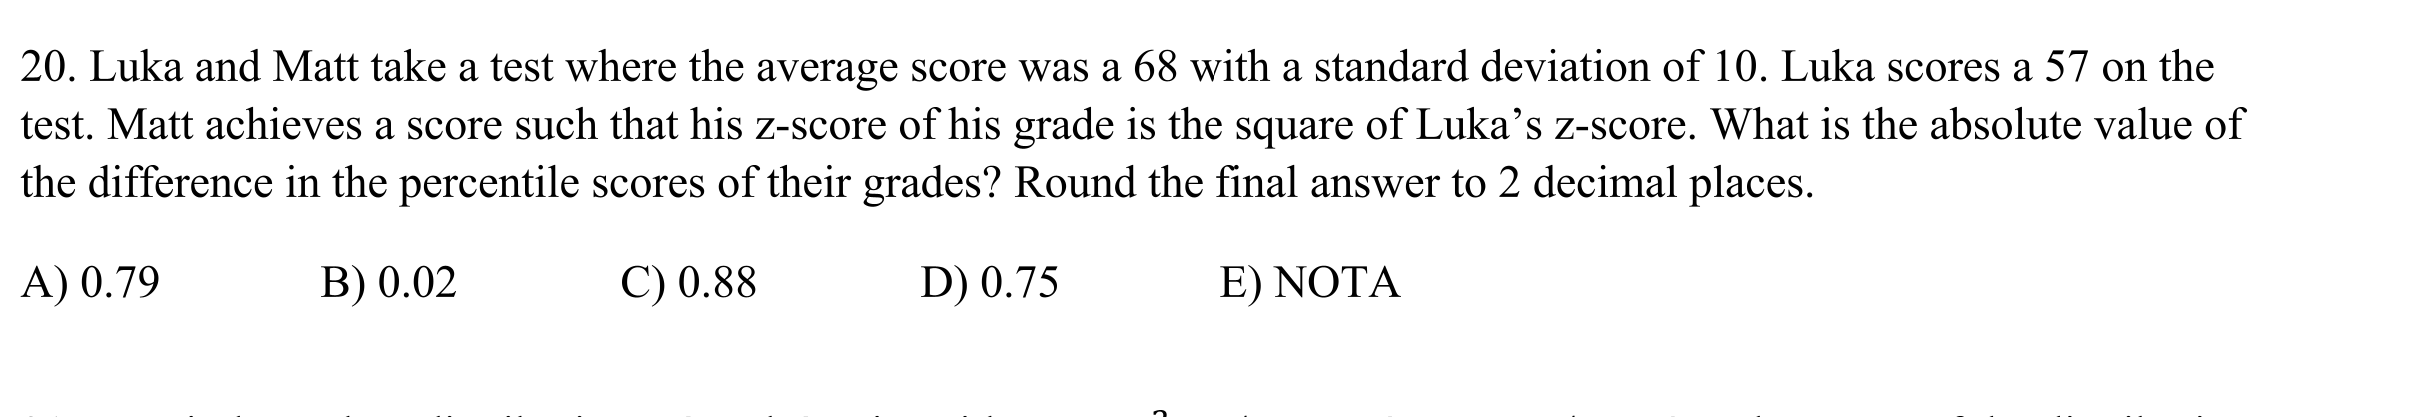 20. Luka and Matt take a test where the average score was a 68 with a standard deviation of 10. Luka scores a 57 on the
test. Matt achieves a score such that his z-score of his grade is the square of Luka’s z-score. What is the absolute value of
the difference in the percentile scores of their grades? Round the final answer to 2 decimal places.
A) 0.79 B) 0.02 C) 0.88 D) 0.75 E) NOTA